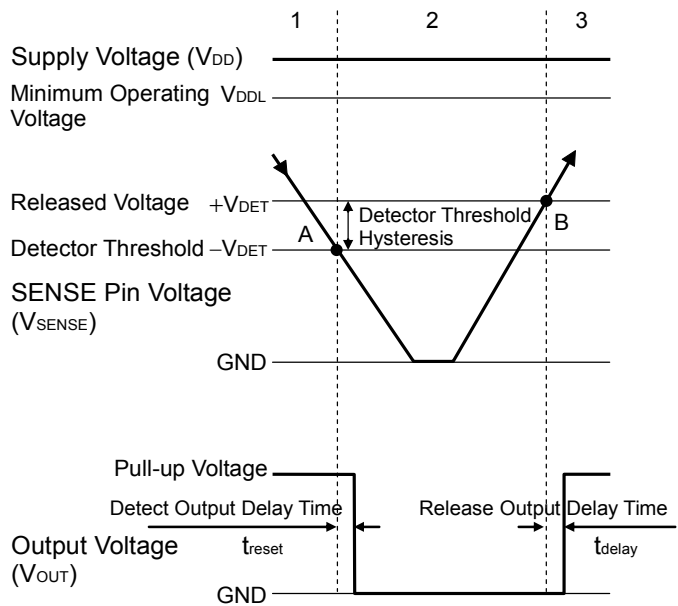 1 2 3
Supply Voltage (VDD)
Minimum Operating VDDL
Voltage
Released Voltage +VDET
Detector Threshold
Hysteresis
A
B
Detector Threshold −VDET
SENSE Pin Voltage
(VSENSE)
GND
Pull-up Voltage
Detect Output Delay Time
Release Output Delay Time
treset
tdelay
Output Voltage
(VOUT)
GND